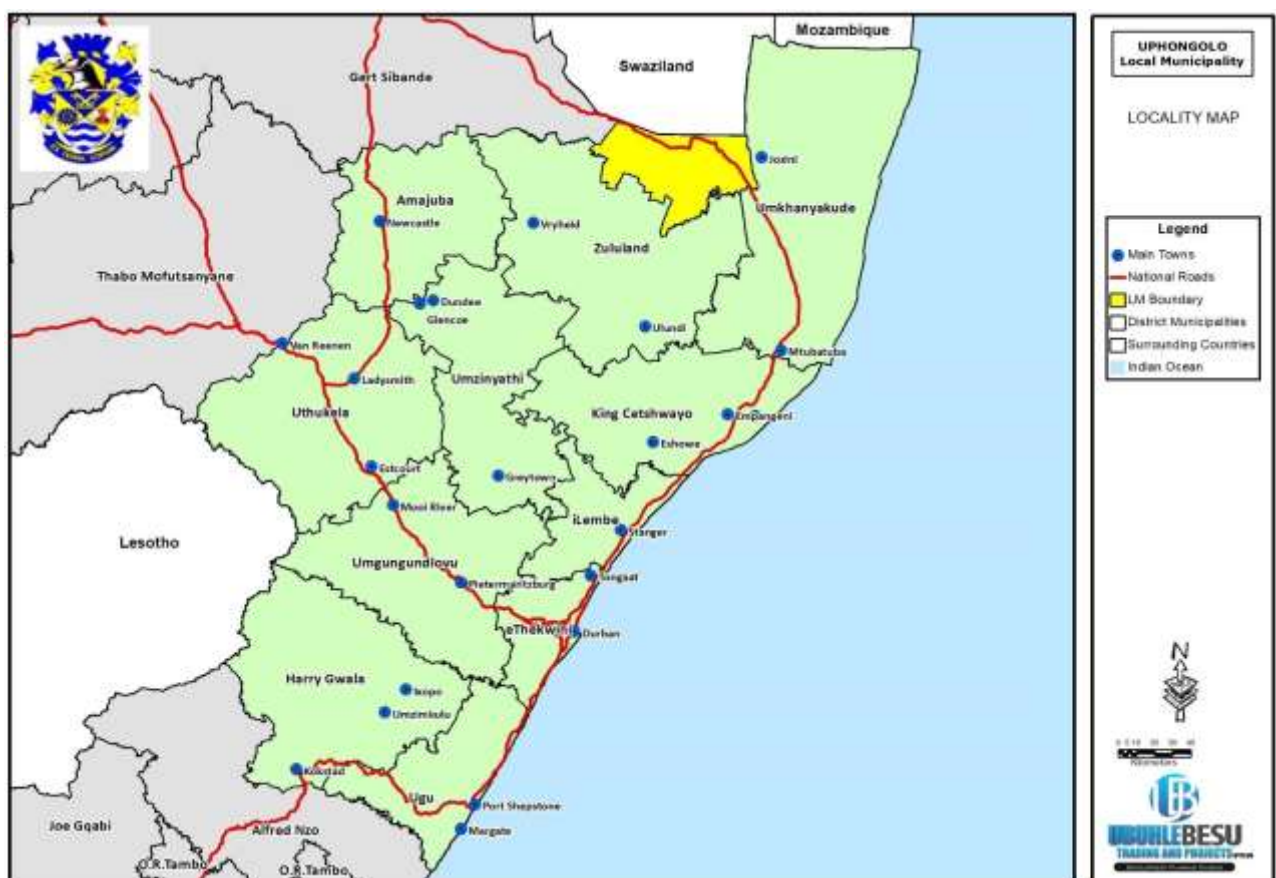 Mozambique
Swaziland
Gert Sibande
Jozini
Amajuba
Umkhanyakude
Newcastle
Vryheid
Zululand
Thabo Mofutsanyane
Dundee
Glencoe
Ulundi
Van Reenen
Mtubatuba
Ladysmith
Umzinyathi
Uthukela
King Cetshwayo
Empangeni
Eshowe
Estcourt
Greytown
Mooi River
iLembe
Stanger
Lesotho
Umgungundlovu
Tongaat
Pietermaritzburg
eThekwini
Durban
Harry Gwala
Ixopo
Umzimkulu
Kokstad
Ugu
Port Shepstone
Joe Gqabi
Alfred Nzo
Margate
O.R.Tambo
O.R.Tambo
UPHONGOLO
Local Municipality
LOCALITY MAP
Legend
Main Towns
National Roads
LM Boundary
District Municipalities
Surrounding Countries
Indian Ocean
N
Kilometers
UBUHLEBESU
TRADING AND PROJECTS